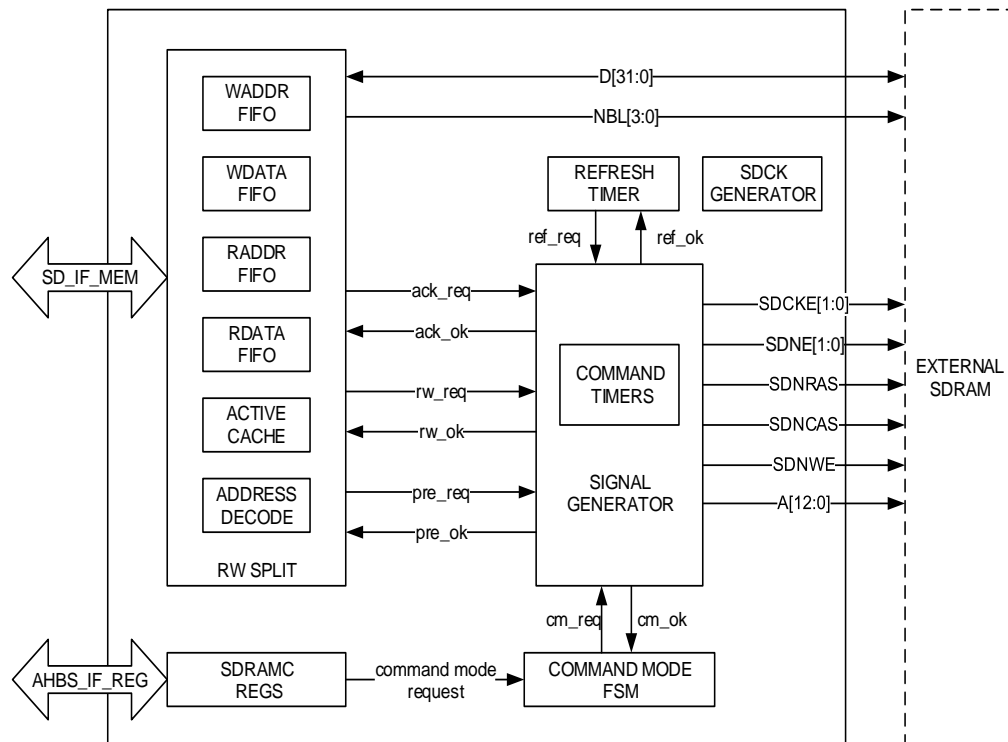 D[31:0]
WADDR
FIFO
NBL[3:0]
WDATA
FIFO
REFRESH
TIMER
SDCK
GENERATOR
ref_req
ref_ok
RADDR
FIFO
SD_IF_MEM
ack_req
SDCKE[1:0]
ack_ok
RDATA
FIFO
SDNE[1:0]
EXTERNAL
SDRAM
COMMAND
TIMERS
rw_req
SDNRAS
ACTIVE
CACHE
rw_ok
SDNCAS
SDNWE
ADDRESS
DECODE
pre_req
SIGNAL
GENERATOR
A[12:0]
pre_ok
RW SPLIT
cm_req
cm_ok
AHBS_IF_REG
SDRAMC
REGS
command mode
request
COMMAND MODE
FSM